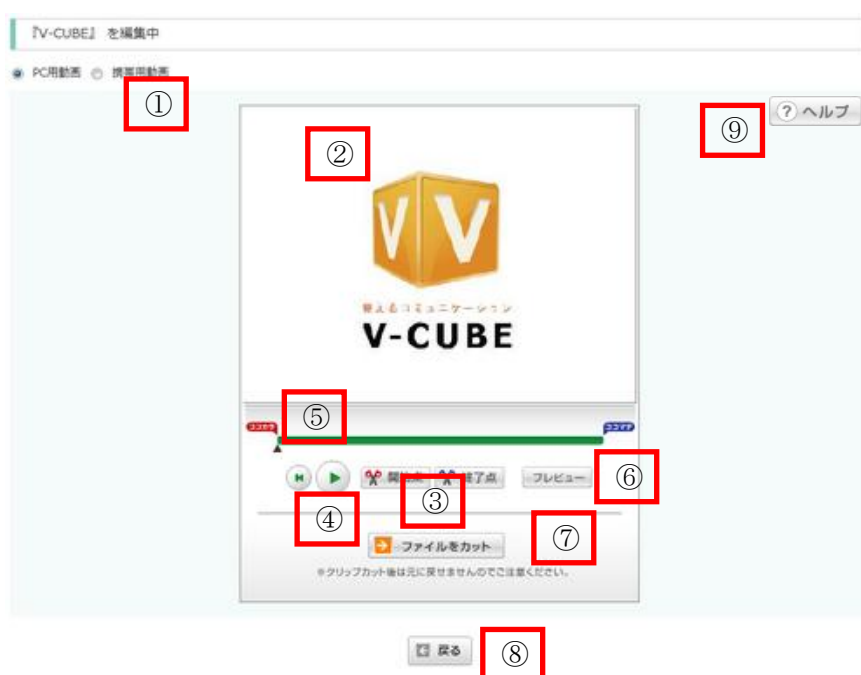 『V-CUBE』 を編集中
PC用動画 携帯用動画
①
⑨
? ヘルプ
②
V V
使えるコミュニケーション
V-CUBE
⑤
ココカラ
ココマデ
開始点 終了点 プレビュー
⑥
④
③
⑦
ファイルをカット
※クリップカット後は元に戻せませんのでご注意ください。
戻る
⑧